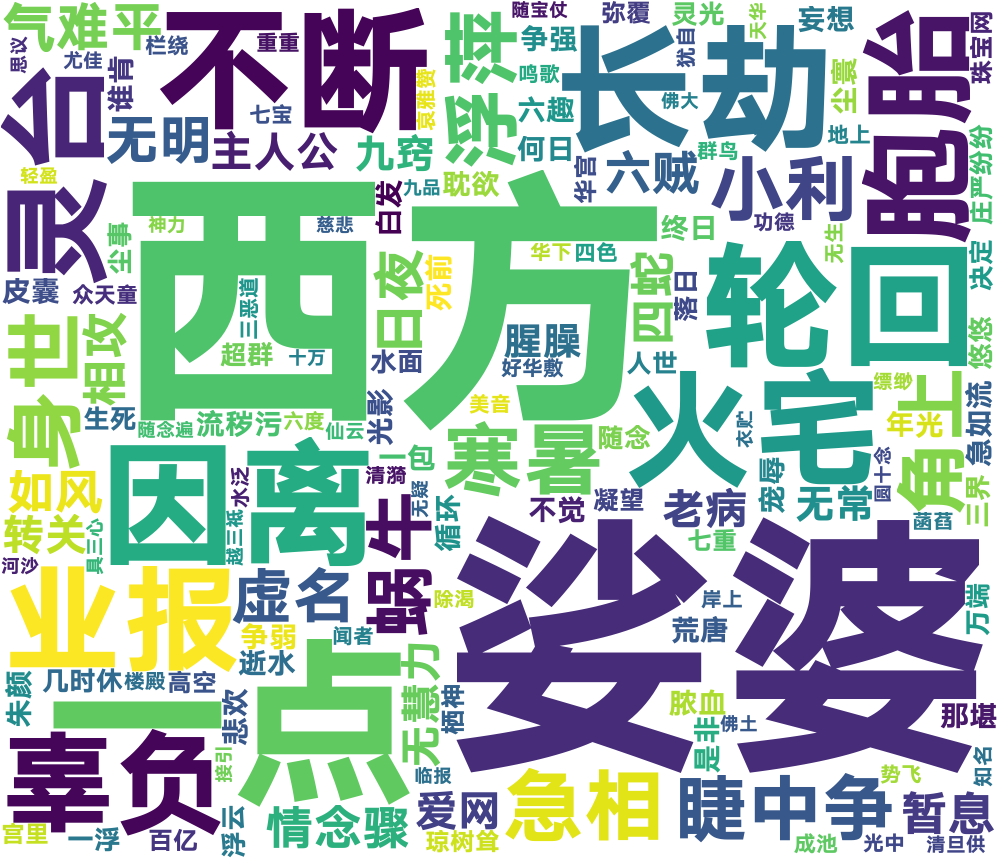 气难平
思议
尤佳
栏绕
重重
不断
随宝仗
弥覆
灵光
天华
妄想
珠宝网
台
谁肯
七宝
哀雅赞
浮萍
争强
鸣歌
六趣
何日
长劫
犹自
佛大
尘寰
地上
胞胎
无明
主人公
九窍
轻盈
灵
尘事
神力
慈悲
白发
九品
耽欲
华宫
六贼
群鸟
小利
功德
无生
庄严纷纷
决定
皮囊
众天童
西方
日夜
死前
华下
四色
终日
四蛇
落日
轮回
三恶道
超群
十万
水面
腥臊
好华敷
人世
悠悠
身世
相攻
生死
随念遍
流秽污
六度
仙云
光影
美音
火宅
缥缈
年光
上
急如流
如风
因离
一包
清漪
寒暑
随念
衣贮
宠辱
无常
角
三界
転关
具三心
水泛
越三祇
蜗牛
无疑
循环
不觉
凝望
老病
七重
菡萏
河沙
业报
虚名
除渴
娑婆
岸上
荒唐
万端
争弱
闻者
逝水
几时休
楼殿
高空
朱颜
悲欢
一点
无慧力
栖神
脓血
是非
佛土
那堪
知名
辜负
接引
临报
势飞
宫里
一浮
百亿
浮云
情念骤
爱网
琼树耸
急相
睫中争
成池
光中
暂息
清旦供